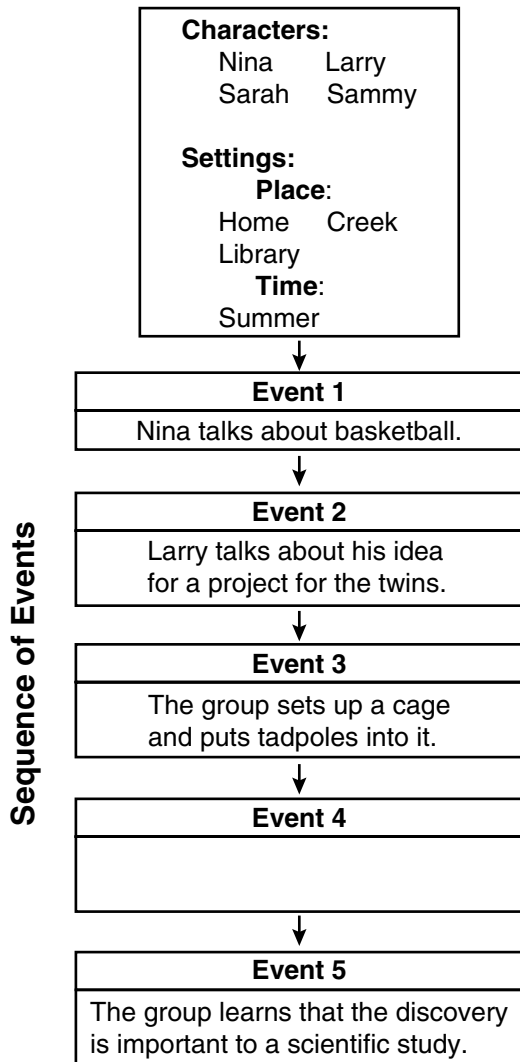 Characters:
Nina Larry
Sarah Sammy
Settings:
Place:
Home Creek
Library
Time:
Summer
Sequence of Events
Event 1
Nina talks about basketball.
Event 2
Larry talks about his idea
for a project for the twins.
Event 3
The group sets up a cage
and puts tadpoles into it.
Event 4
Event 5
The group learns that the discovery
is important to a scientific study.